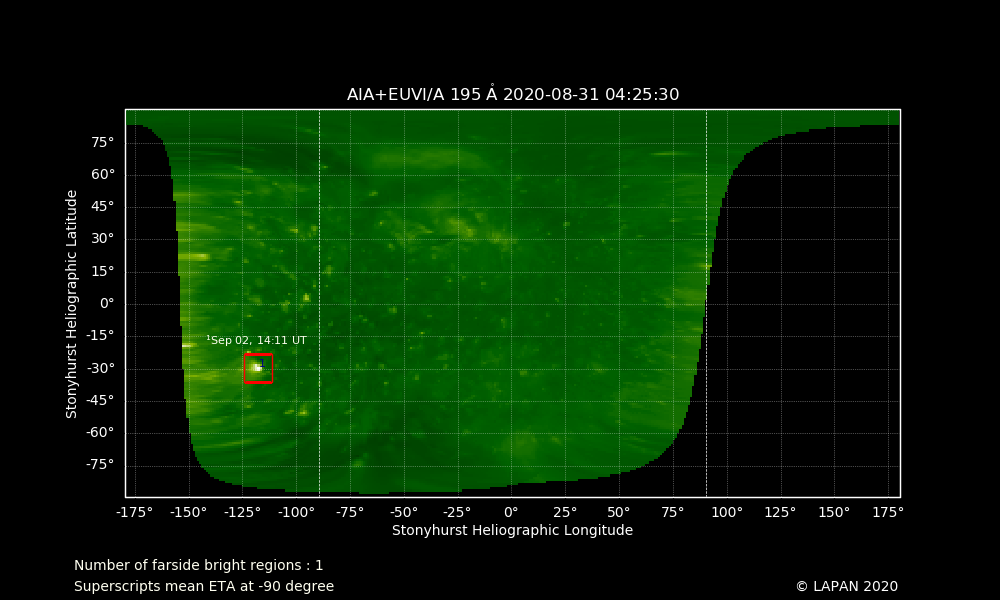 AIA+EUVI/A 195 Å 2020-08-31 04:25:30
Stonyhurst Heliographic Latitude
75°
60°
45°
30°
15°
0°
-15°
-30°
-45°
-60°
-75°
¹Sep 02, 14:11 UT
-175° -150° -125° -100° -75° -50° -25° 0° 25° 50° 75° 100° 125° 150° 175°
Stonyhurst Heliographic Longitude
Number of farside bright regions : 1
Superscripts mean ETA at -90 degree
© LAPAN 2020